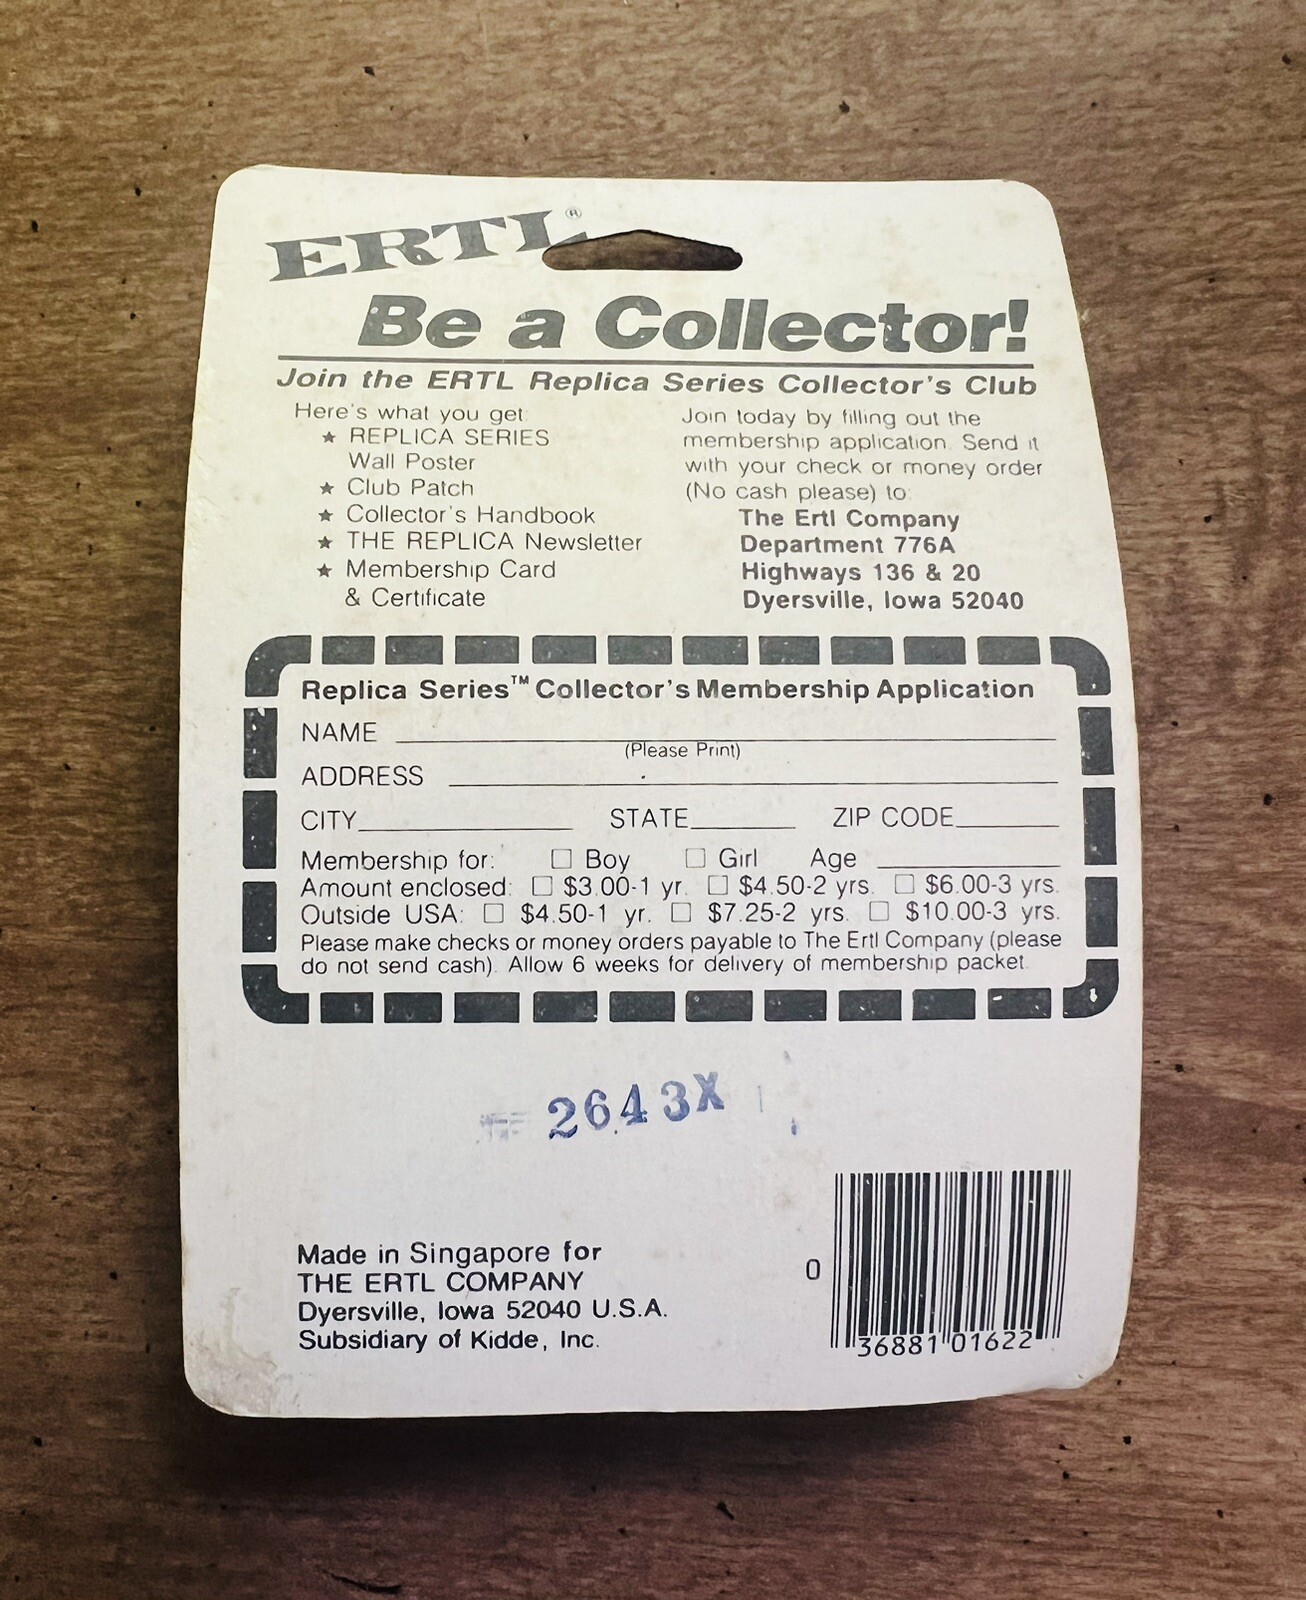 ERTL®
Be a Collector!
Join the ERTL Replica Series Collector's Club
Here's what you get:
★ REPLICA SERIES
Wall Poster
★ Club Patch
★ Collector's Handbook
★ THE REPLICA Newsletter
★ Membership Card
& Certificate
Join today by filling out the
membership application. Send it
with your check or money order
(No cash please) to:
The Ertl Company
Department 776A
Highways 136 & 20
Dyersville, Iowa 52040
Replica Series™ Collector's Membership Application
NAME
(Please Print)
ADDRESS
CITY STATE ZIP CODE
Membership for: □ Boy □ Girl Age
Amount enclosed: □ $3.00-1 yr. □ $4.50-2 yrs. □ $6.00-3 yrs.
Outside USA: □ $4.50-1 yr. □ $7.25-2 yrs. □ $10.00-3 yrs.
Please make checks or money orders payable to The Ertl Company (please
do not send cash). Allow 6 weeks for delivery of membership packet.
2643X
Made in Singapore for
THE ERTL COMPANY
Dyersville, Iowa 52040 U.S.A.
Subsidiary of Kidde, Inc.
0 36881 01622